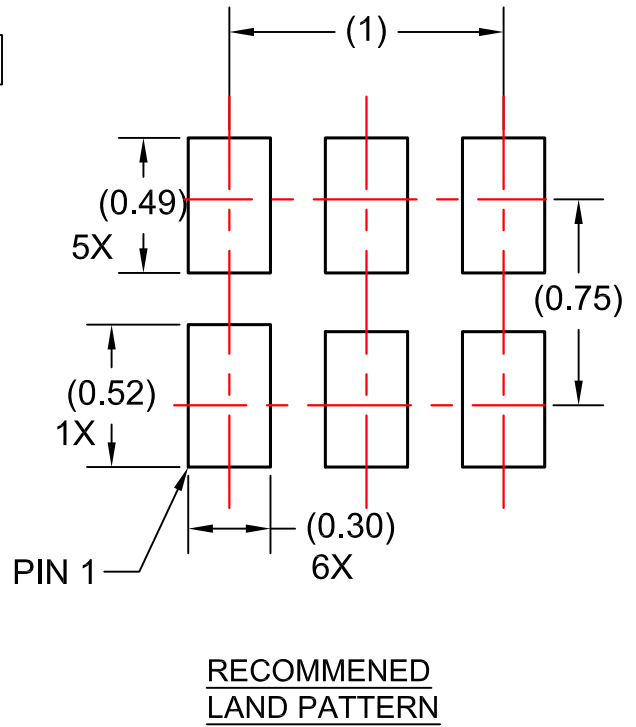 (1)
(0.49)
5X
(0.75)
(0.52)
1X
(0.30)
6X
PIN 1
RECOMMENED
LAND PATTERN